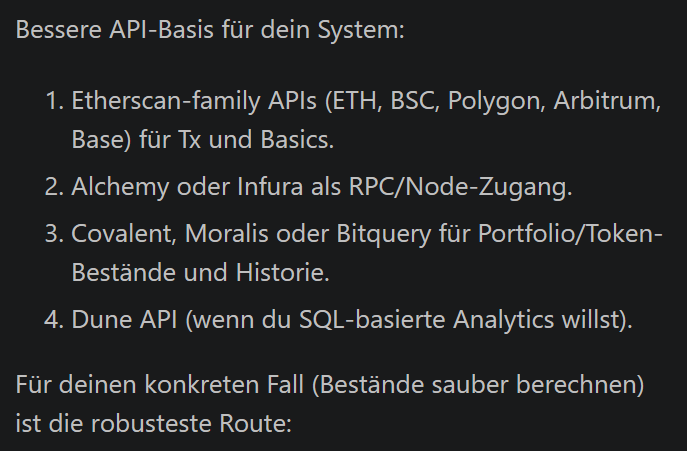 Bessere API-Basis für dein System:
1. Etherscan-family APIs (ETH, BSC, Polygon, Arbitrum,
Base) für Tx und Basics.
2. Alchemy oder Infura als RPC/Node-Zugang.
3. Covalent, Moralis oder Bitquery für Portfolio/Token-
Bestände und Historie.
4. Dune API (wenn du SQL-basierte Analytics willst).
Für deinen konkreten Fall (Bestände sauber berechnen)
ist die robusteste Route: